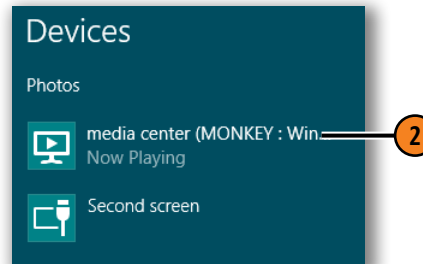 Devices
Photos
media center (MONKEY : Win...
2
Now Playing
Second screen